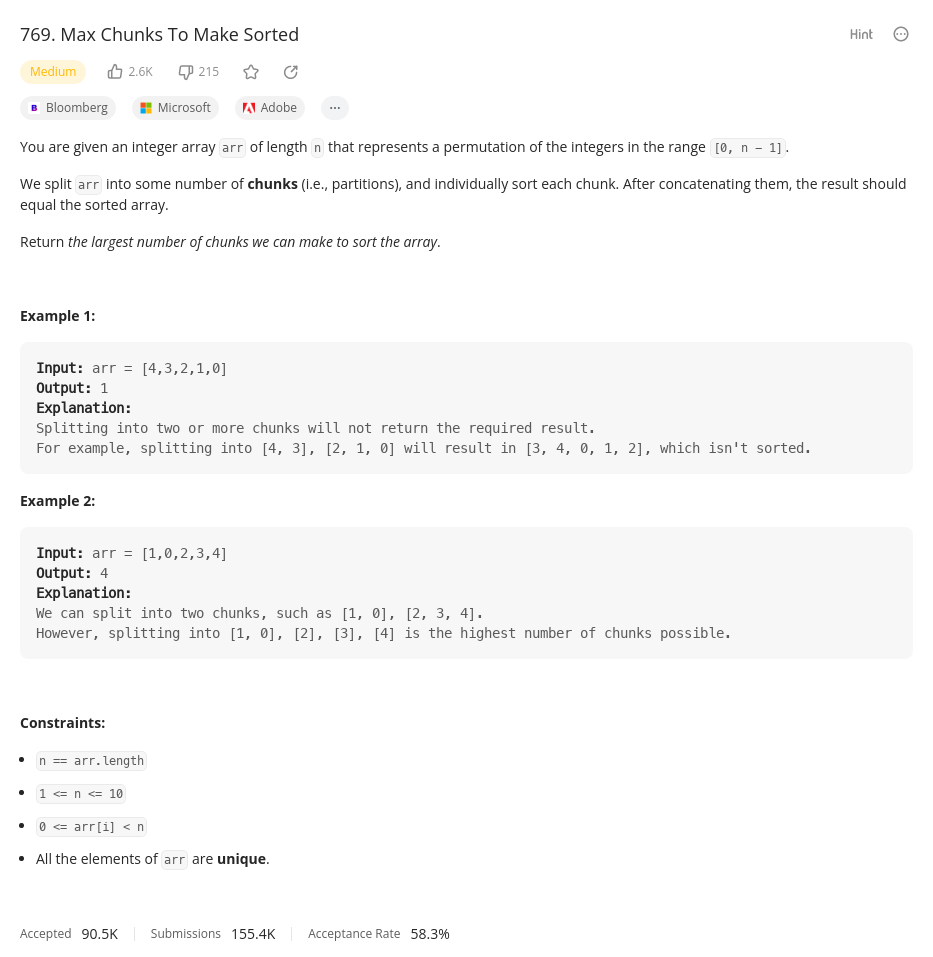 769. Max Chunks To Make Sorted
Hint
Medium
2.6K
215
B Bloomberg
Microsoft
Adobe
...
You are given an integer array arr of length n that represents a permutation of the integers in the range [0, n − 1].
We split arr into some number of chunks (i.e., partitions), and individually sort each chunk. After concatenating them, the result should
equal the sorted array.
Return the largest number of chunks we can make to sort the array.
Example 1:
Input: arr = [4,3,2,1,0]
Output: 1
Explanation:
Splitting into two or more chunks will not return the required result.
For example, splitting into [4, 3], [2, 1, 0] will result in [3, 4, 0, 1, 2], which isn't sorted.
Example 2:
Input: arr = [1,0,2,3,4]
Output: 4
Explanation:
We can split into two chunks, such as [1, 0], [2, 3, 4].
However, splitting into [1, 0], [2], [3], [4] is the highest number of chunks possible.
Constraints:
• n == arr.length
• 1 <= n <= 10
• 0 <= arr[i] < n
• All the elements of arr are unique.
Accepted 90.5K Submissions 155.4K Acceptance Rate 58.3%